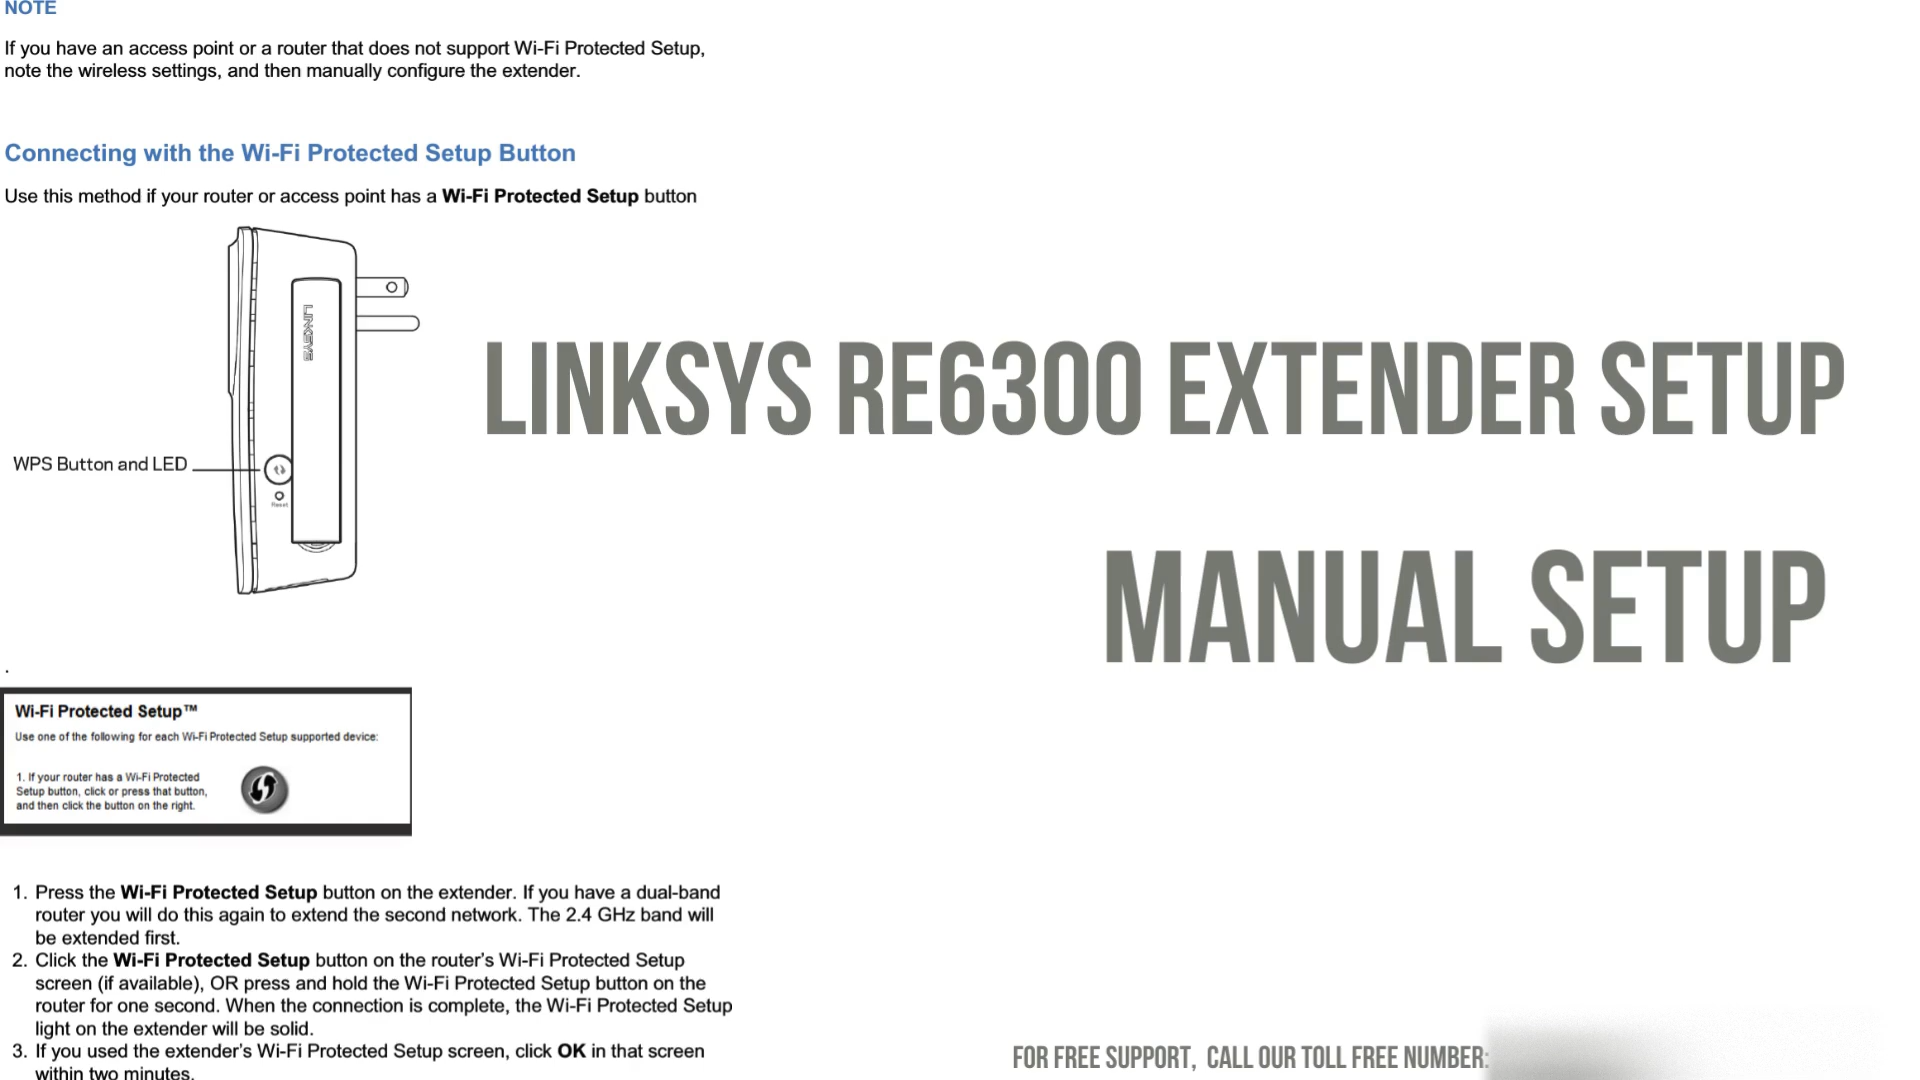 NOTE
If you have an access point or a router that does not support Wi-Fi Protected Setup,
note the wireless settings, and then manually configure the extender.
Connecting with the Wi-Fi Protected Setup Button
Use this method if your router or access point has a Wi-Fi Protected Setup button
LINKSYS
WPS Button and LED
Reset
LINKSYS RE6300 EXTENDER SETUP
MANUAL SETUP
.
Wi-Fi Protected Setup™
Use one of the following for each Wi-Fi Protected Setup supported device:
1. If your router has a Wi-Fi Protected
Setup button, click or press that button,
and then click the button on the right.
1. Press the Wi-Fi Protected Setup button on the extender. If you have a dual-band
router you will do this again to extend the second network. The 2.4 GHz band will
be extended first.
2. Click the Wi-Fi Protected Setup button on the router's Wi-Fi Protected Setup
screen (if available), OR press and hold the Wi-Fi Protected Setup button on the
router for one second. When the connection is complete, the Wi-Fi Protected Setup
light on the extender will be solid.
3. If you used the extender's Wi-Fi Protected Setup screen, click OK in that screen
within two minutes.
FOR FREE SUPPORT, CALL OUR TOLL FREE NUMBER: